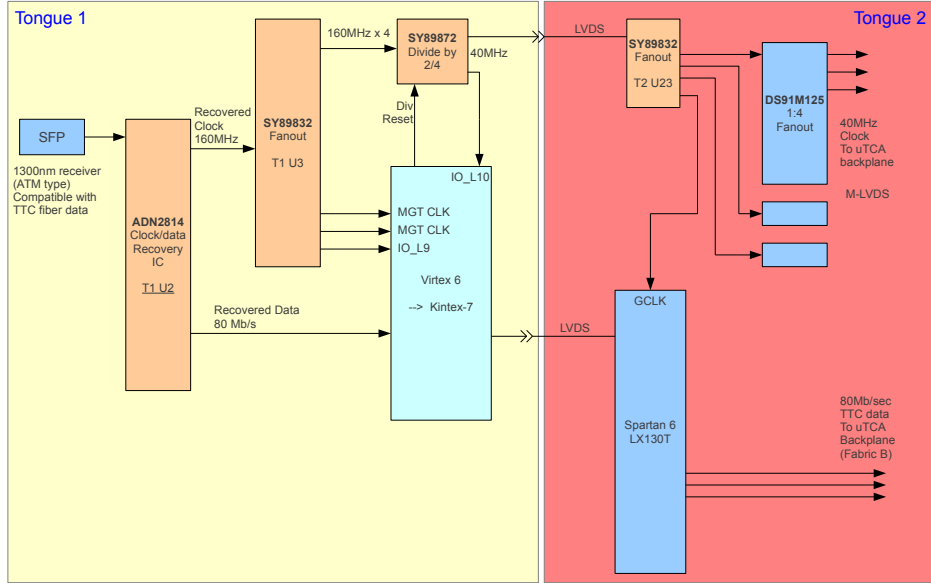 Tongue 1
Tongue 2
160MHz x 4
SY89872
Divide by
2/4
40MHz
LVDS
SY89832
Fanout
T2 U23
DS91M125
1:4
Fanout
40MHz
Clock
To uTCA
backplane
M-LVDS
SFP
1300nm receiver
(ATM type)
Compatible with
TTC fiber data
Recovered
Clock
160MHz
SY89832
Fanout
T1 U3
Div
Reset
ADN2814
Clock/data
Recovery
IC
T1 U2
IO_L10
MGT CLK
MGT CLK
IO_L9
Virtex 6
--> Kintex-7
Recovered Data
80 Mb/s
LVDS
GCLK
Spartan 6
LX130T
80Mb/sec
TTC data
To uTCA
Backplane
(Fabric B)